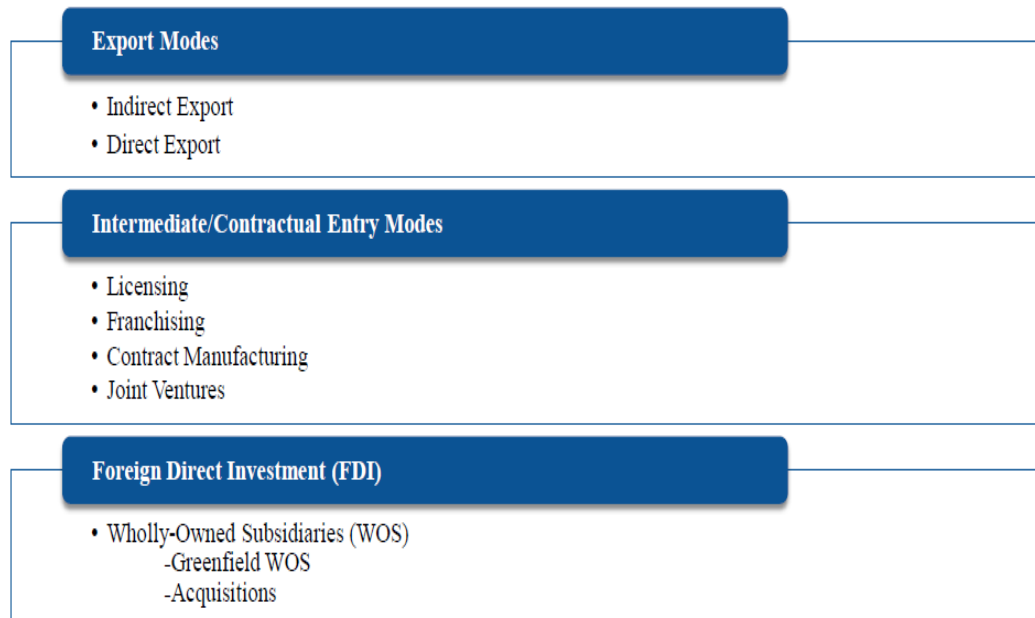 Export Modes
• Indirect Export
• Direct Export
Intermediate/Contractual Entry Modes
• Licensing
• Franchising
• Contract Manufacturing
• Joint Ventures
Foreign Direct Investment (FDI)
• Wholly-Owned Subsidiaries (WOS)
-Greenfield WOS
-Acquisitions